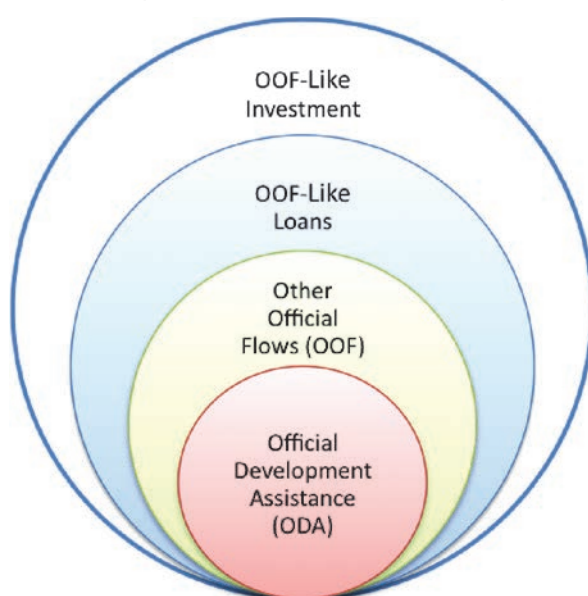 OOF-Like
Investment
OOF-Like
Loans
Other
Official
Flows (OOF)
Official
Development
Assistance
(ODA)